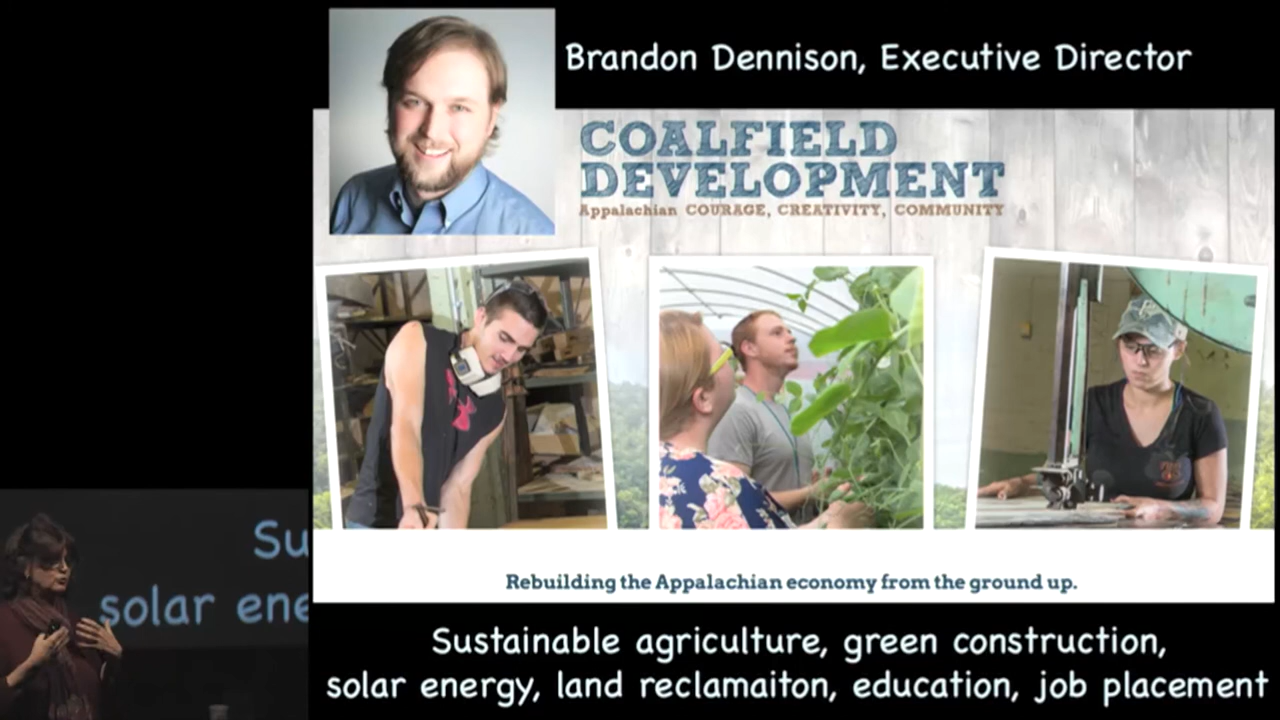 Brandon Dennison, Executive Director
COALFIELD
DEVELOPMENT
Appalachian COURAGE, CREATIVITY, COMMUNITY
Rebuilding the Appalachian economy from the ground up.
Sustainable agriculture, green construction,
solar energy, land reclamaiton, education, job placement
Su
solar ene